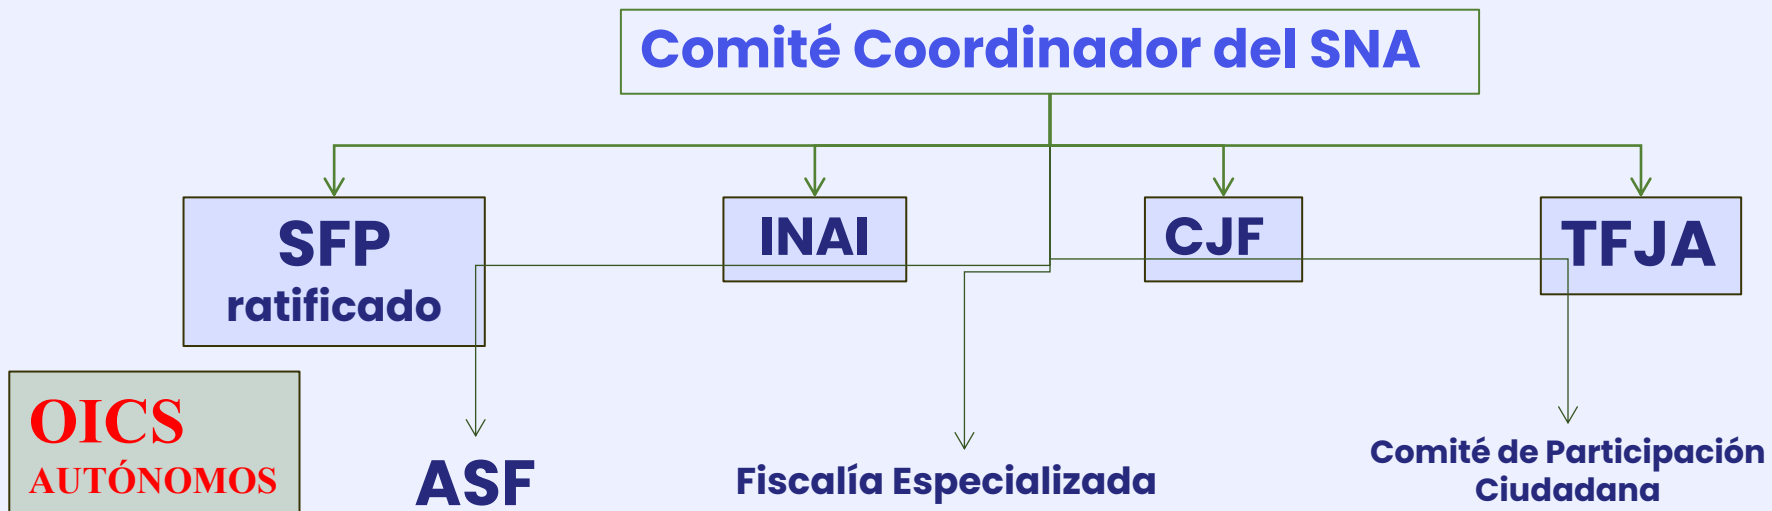 Comité Coordinador del SNA
SFP
ratificado
INAI
CJF
TFJA
OICS
AUTÓNOMOS
ASF
Fiscalía Especializada
Comité de Participación
Ciudadana